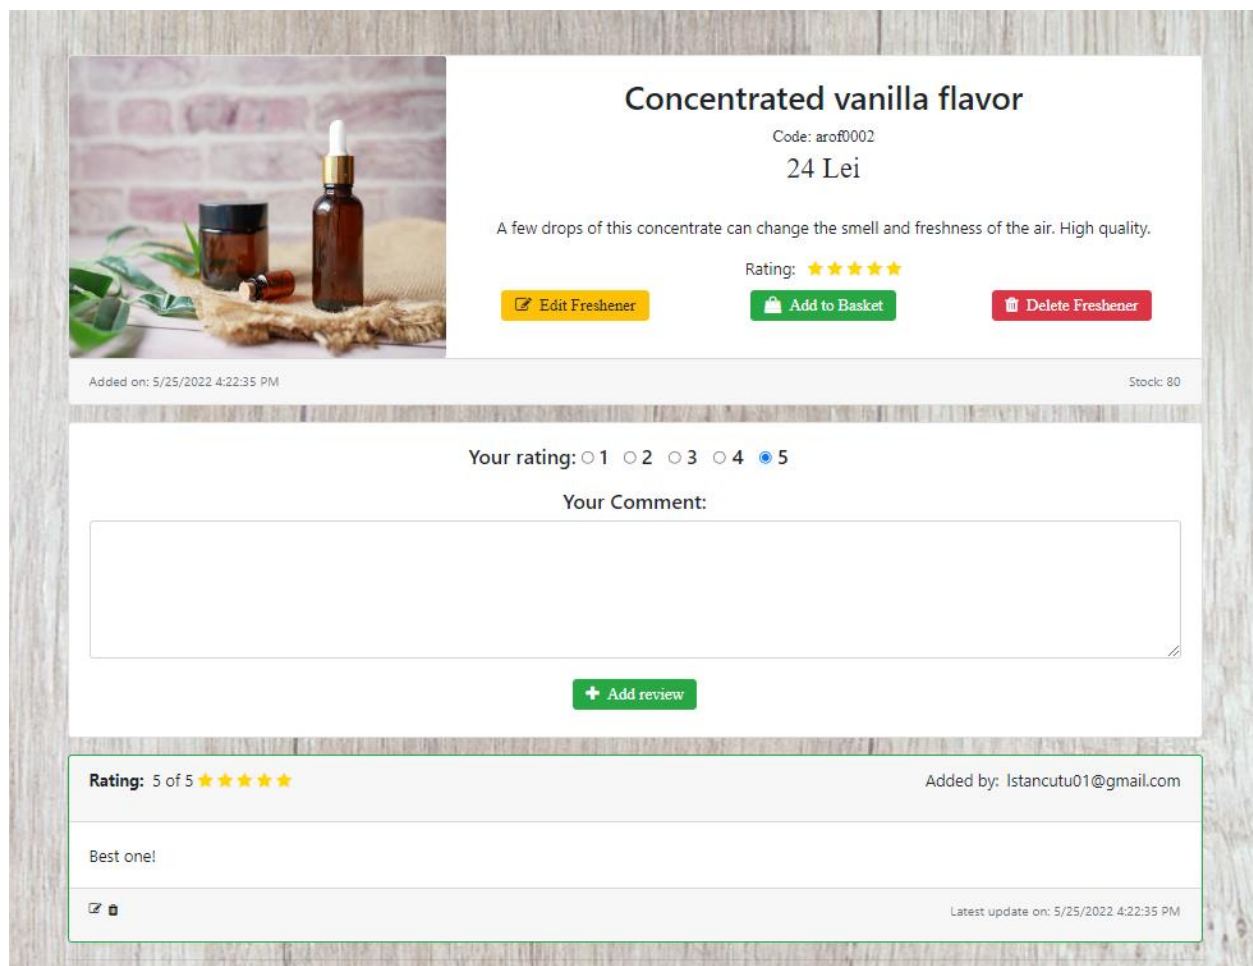 Concentrated vanilla flavor
Code: arof0002
24 Lei
A few drops of this concentrate can change the smell and freshness of the air. High quality.
Rating:
Edit Freshener
Add to Basket
Delete Freshener
Added on: 5/25/2022 4:22:35 PM
Stock: 80
Your rating: 1 2 3 4 5
Your Comment:
Add review
Rating: 5 of 5
Added by: lstancutu01@gmail.com
Best one!
Latest update on: 5/25/2022 4:22:35 PM